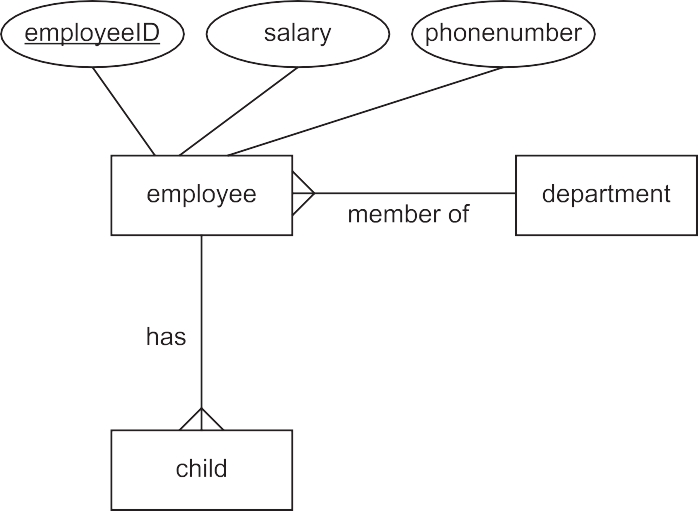 employeeID
salary
phonenumber
employee
department
member of
has
child